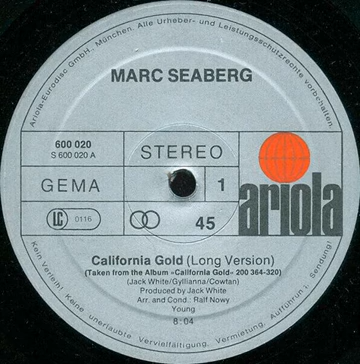 Ariola-Eurodisc GmbH., München. Alle Urheber- und Leistungsschutzrechte vorbehalten.
MARC SEABERG
600 020
S 600 020 A
STEREO
GEMA
1
LC 0116
45
ariola
California Gold (Long Version)
(Taken from the Album »California Gold« 200 364-320)
(Jack White/Gyllianna/Cowtan)
Produced by Jack White
Arr. and Cond.: Ralf Nowy
Young
8:04
Kein Verleih! Keine unerlaubte Vervielfältigung, Vermietung, Aufführung, Sendung!